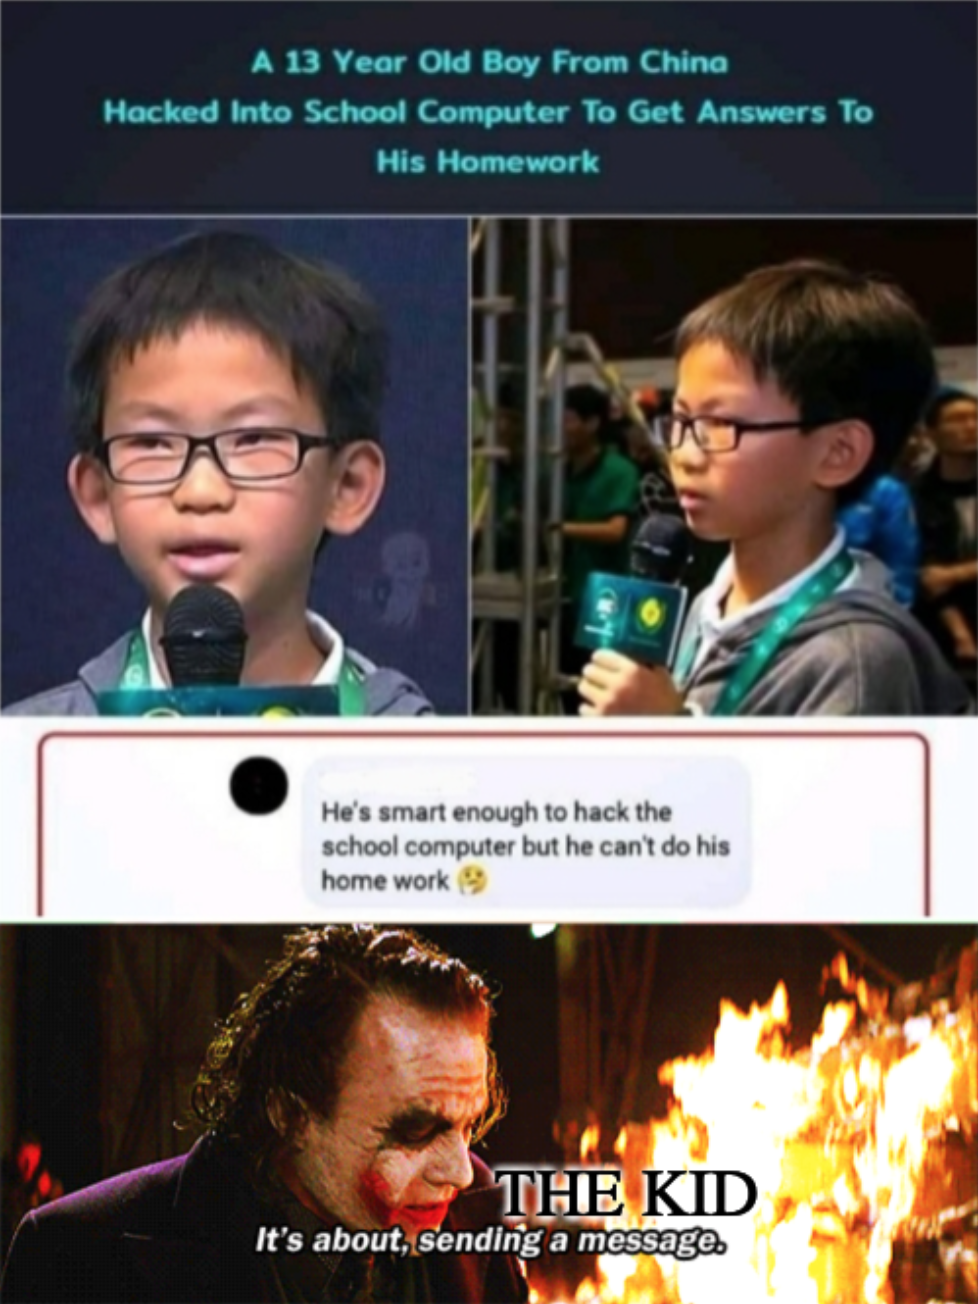 A 13 Year Old Boy From China
Hacked Into School Computer To Get Answers To
His Homework
He's smart enough to hack the
school computer but he can't do his
home work 🤔
THE KID
It's about, sending a message.